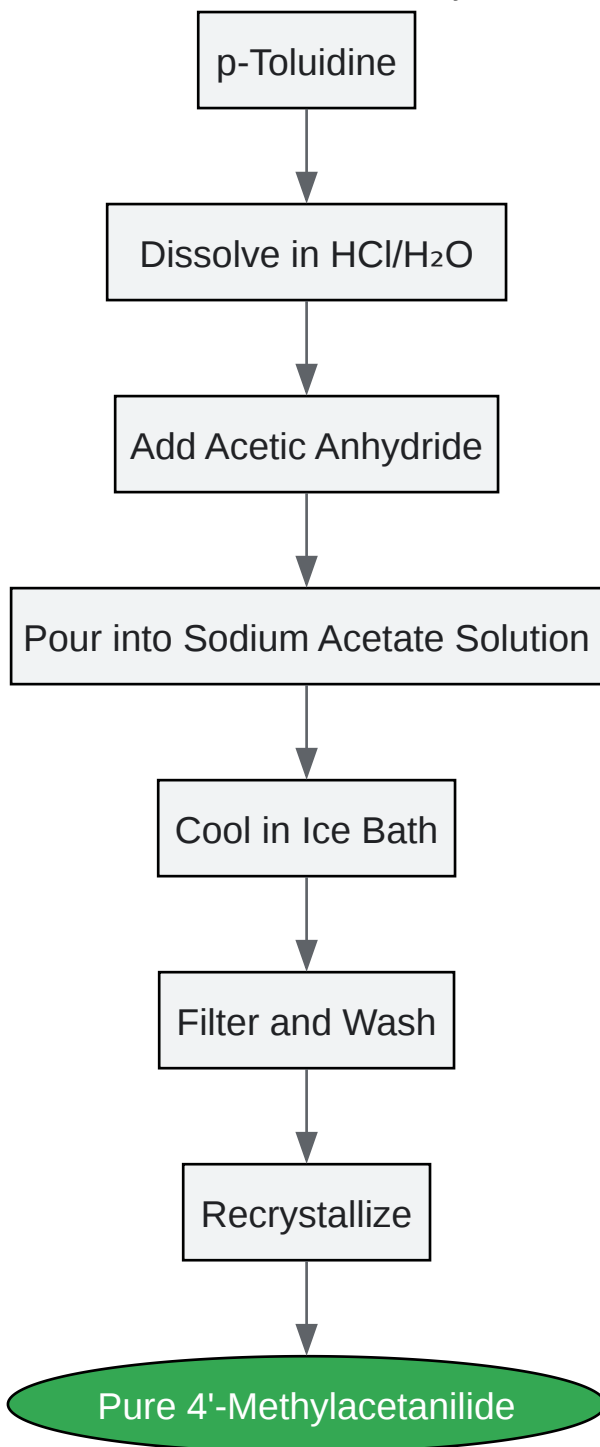 p-Toluidine
Dissolve in HCl/H₂O
Add Acetic Anhydride
Pour into Sodium Acetate Solution
Cool in Ice Bath
Filter and Wash
Recrystallize
Pure 4'-Methylacetanilide